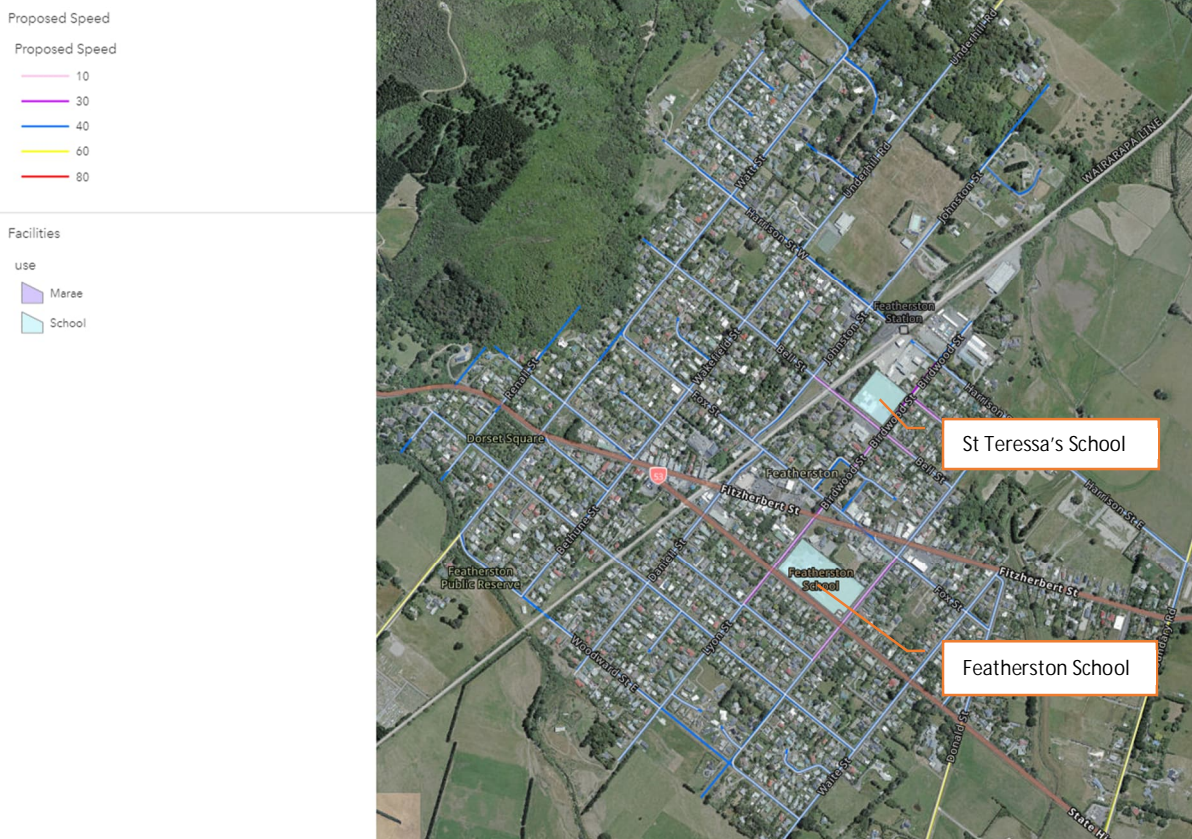 Proposed Speed
Proposed Speed
10
30
40
60
80
Facilities
use
Marae
School
Underhill Rd
WAIRARAPA LINE
Watt St
Underhill Rd
Johnston St
Harrison St W
Featherston
Station
Johnston St
Bell St
Wakefield St
Birdwood St
Renall St
Fox St
Harrison
Birdwood St
St Teressa's School
Dorset Square
Bell St
Featherston
Birdwood St
53
Fitzherbert St
Harrison St E
Bethune St
Daniell St
Featherston
Public Reserve
Featherston
School
Fitzherbert St
Fox St
Lyon St
Woodward St E
Featherston School
Donald St
Waite St
State Hi